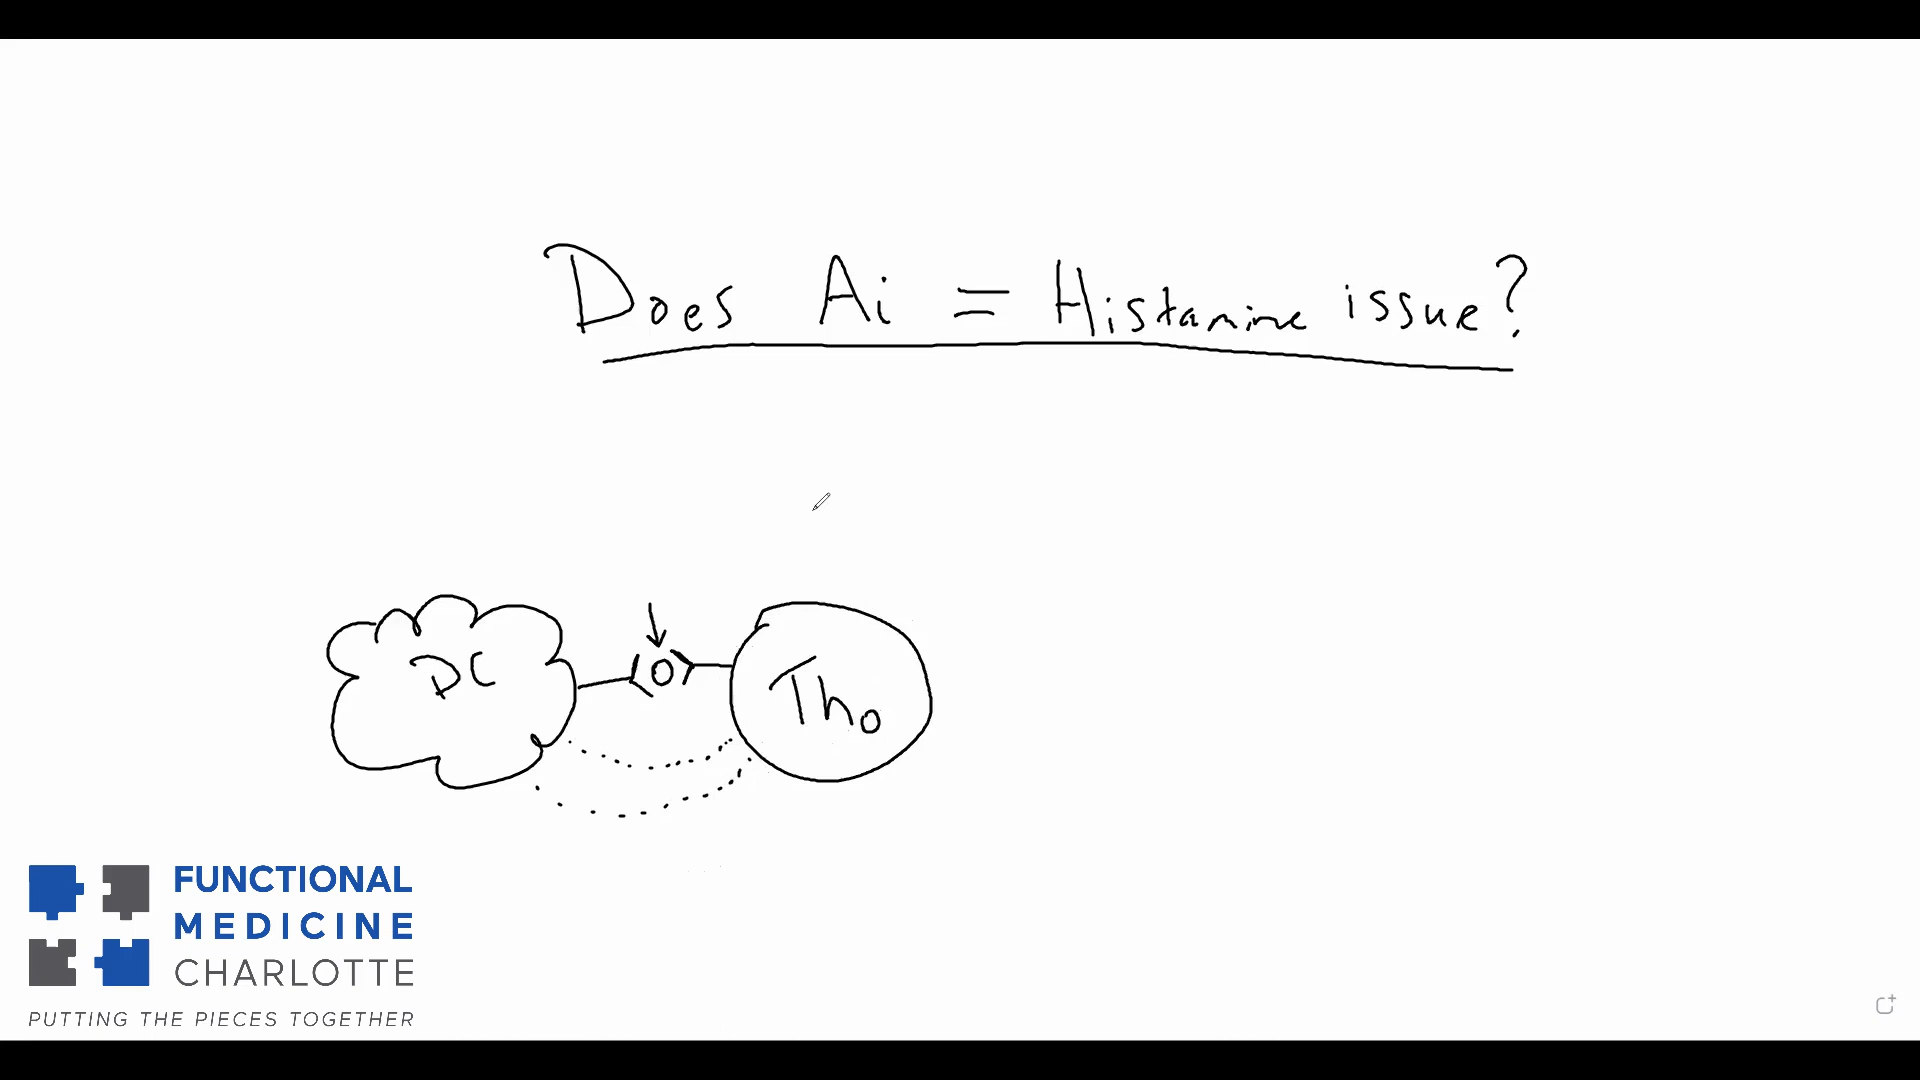 Does Ai = Histamine issue?
DC
Tho
FUNCTIONAL
MEDICINE
CHARLOTTE
PUTTING THE PIECES TOGETHER